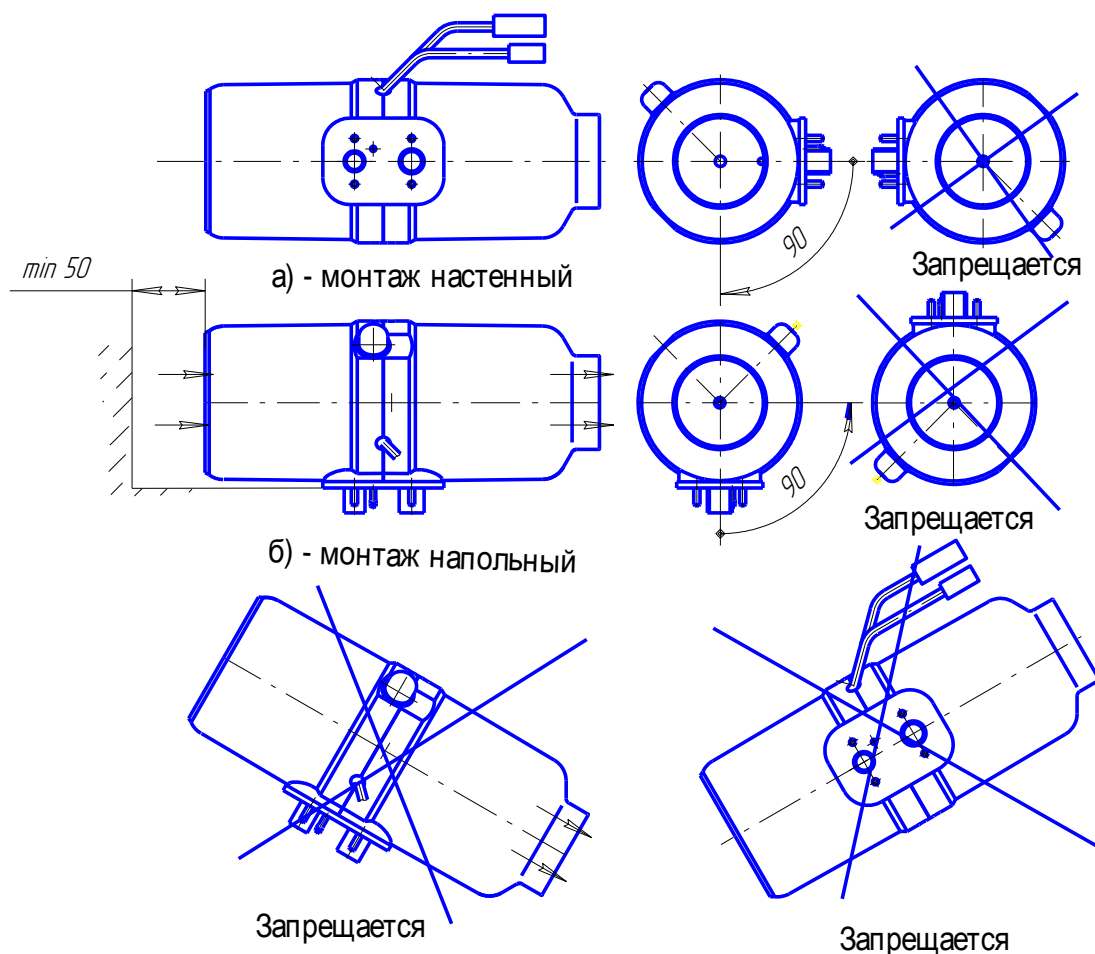 90
Запрещается
min 50
а) - монтаж настенный
90
Запрещается
б) - монтаж напольный
Запрещается
Запрещается